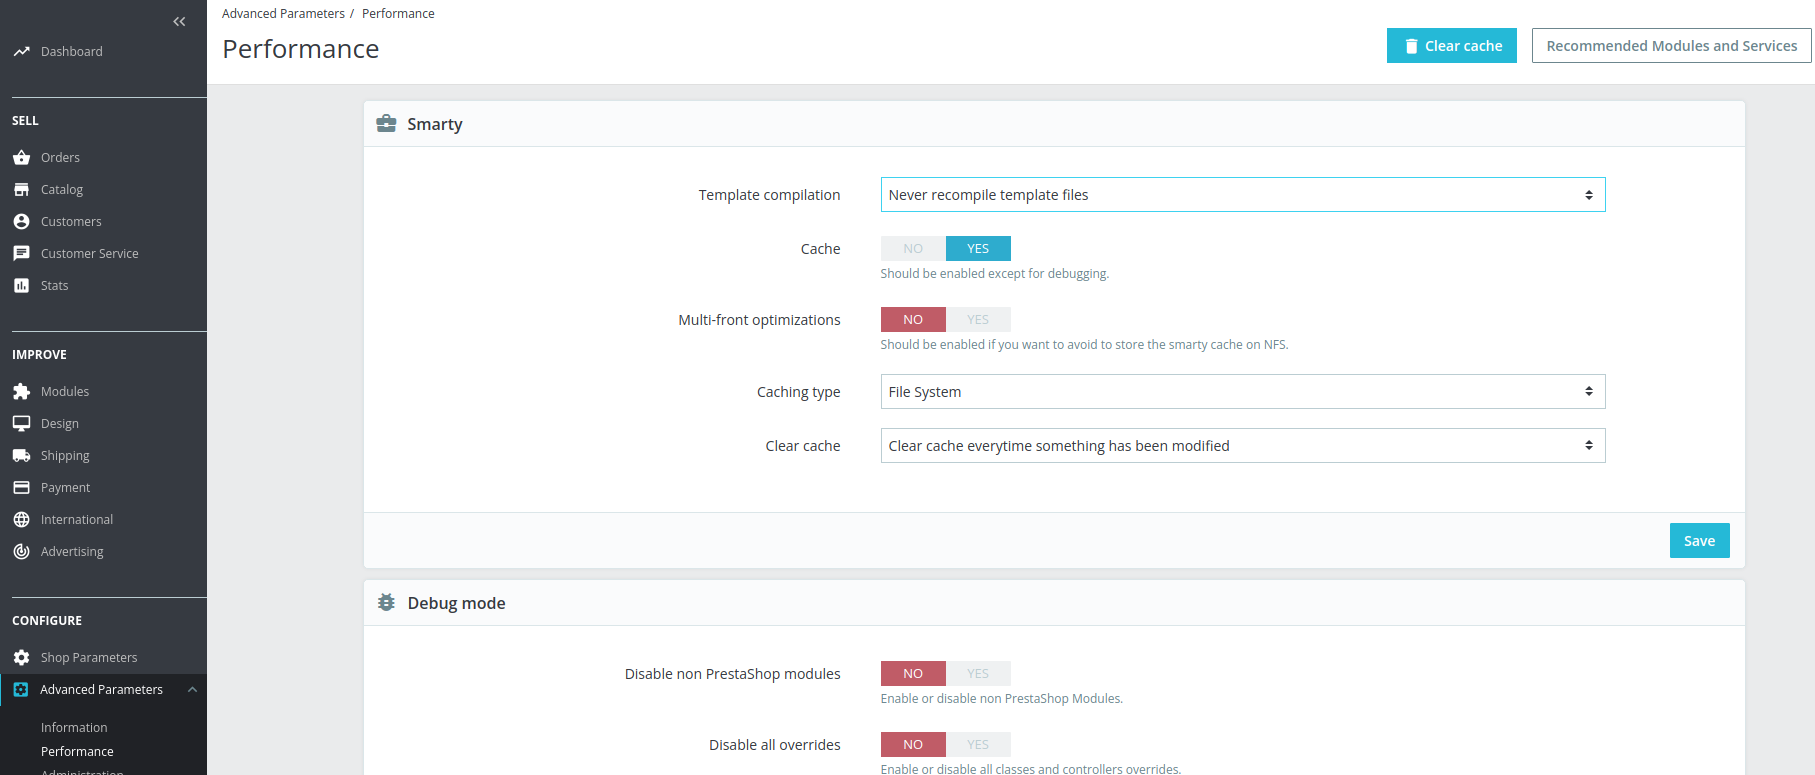 Dashboard
SELL
Orders
Catalog
Customers
Customer Service
Stats
IMPROVE
Modules
Design
Shipping
Payment
International
Advertising
CONFIGURE
Shop Parameters
Advanced Parameters
Information
Performance
Administration
Advanced Parameters / Performance
Performance
Clear cache
Recommended Modules and Services
Smarty
Template compilation Never recompile template files
Cache NO YES
Should be enabled except for debugging.
Multi-front optimizations NO YES
Should be enabled if you want to avoid to store the smarty cache on NFS.
Caching type File System
Clear cache Clear cache everytime something has been modified
Save
Debug mode
Disable non PrestaShop modules NO YES
Enable or disable non PrestaShop Modules.
Disable all overrides NO YES
Enable or disable all classes and controllers overrides.